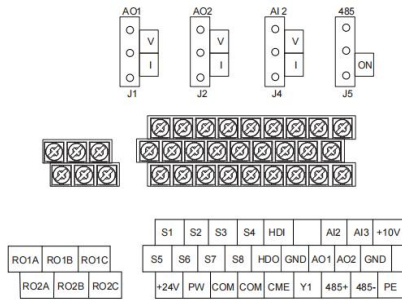 AO1 AO2 AI 2 485
V V V
I I I ON
J1 J2 J4 J5
S1 S2 S3 S4 HDI AI2 AI3 +10V
RO1A RO1B RO1C S5 S6 S7 S8 HDO GND AO1 AO2 GND
RO2A RO2B RO2C +24V PW COM COM CME Y1 485+ 485- PE